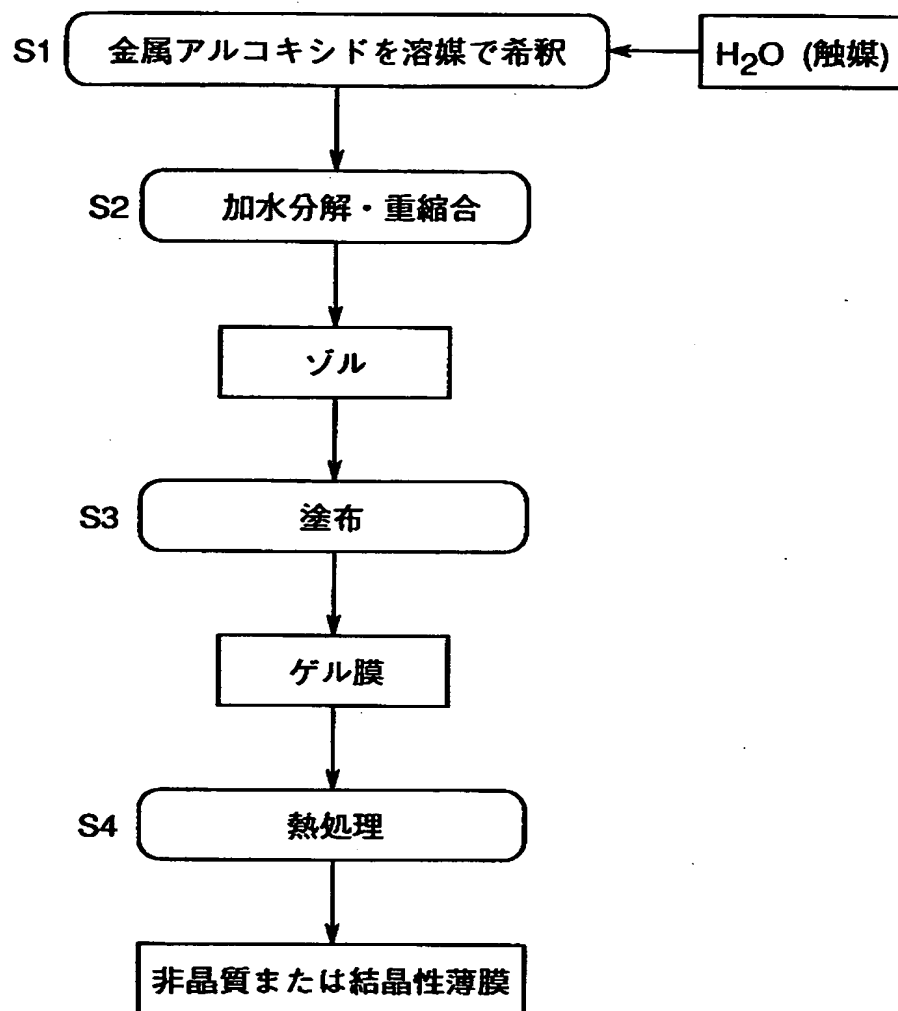 S1 金属アルコキシドを溶媒で希釈 H₂O (触媒)
S2 加水分解・重縮合
ゾル
S3 塗布
ゲル膜
S4 熱処理
非晶質または結晶性薄膜